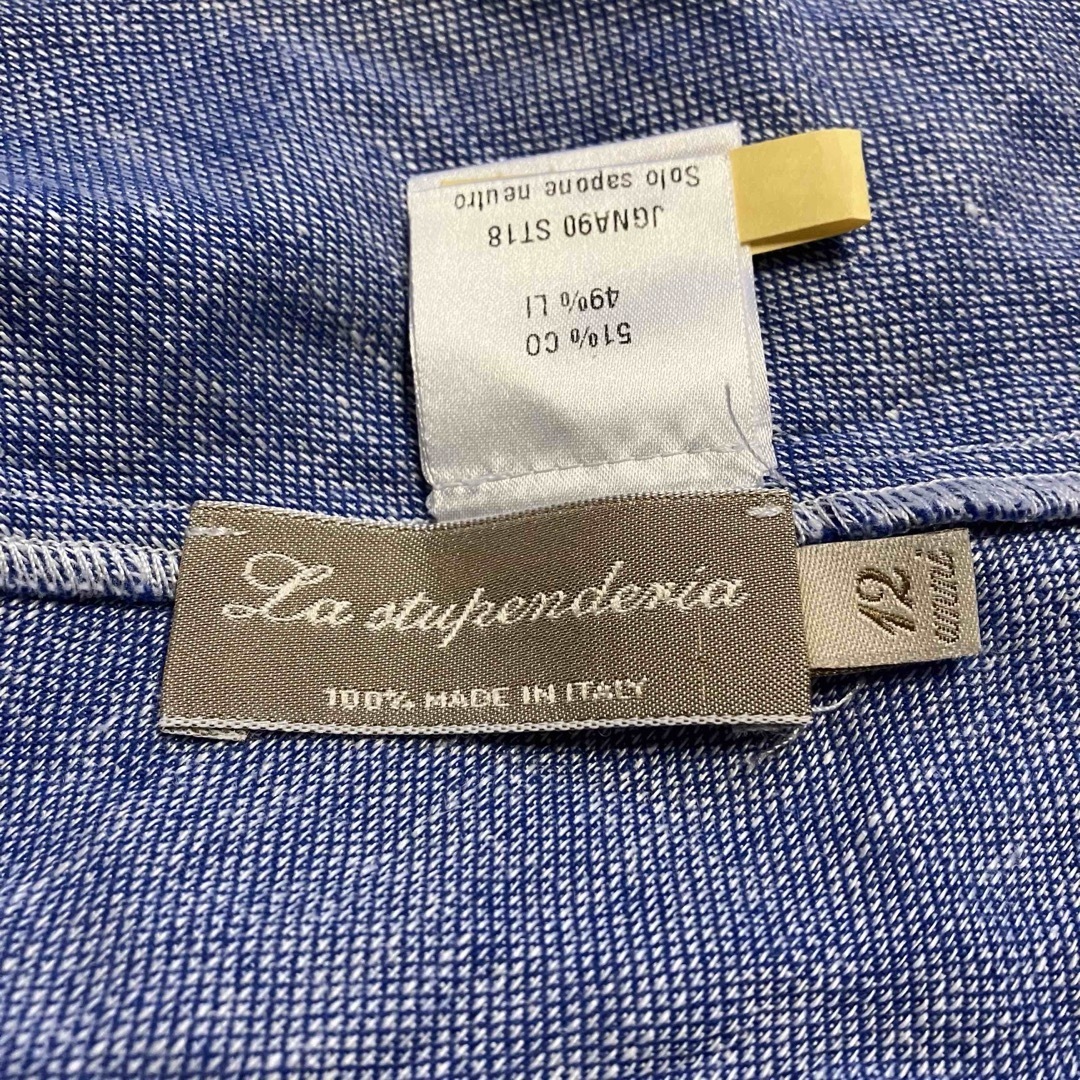 Solo sapone neutro
JGNA90 ST18
49% LI
51% CO
La stupenderia
100% MADE IN ITALY
12
anni